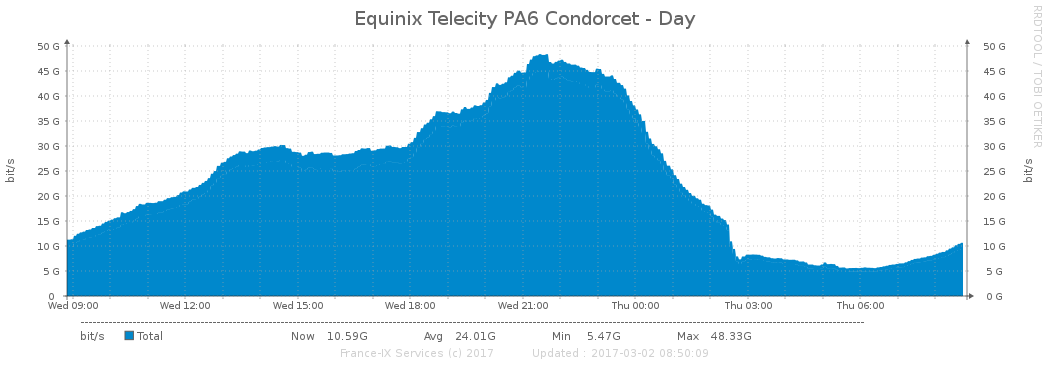 Equinix Telecity PA6 Condorcet - Day
RRDTOOL / TOBI OETIKER
bit/s
50 G 50 G
45 G 45 G
40 G 40 G
35 G 35 G
30 G 30 G
25 G 25 G
20 G 20 G
15 G 15 G
10 G 10 G
5 G 5 G
0 0 G
bit/s
Wed 09:00 Wed 12:00 Wed 15:00 Wed 18:00 Wed 21:00 Thu 00:00 Thu 03:00 Thu 06:00
bit/s Total Now 10.59G Avg 24.01G Min 5.47G Max 48.33G
France-IX Services (c) 2017 Updated : 2017-03-02 08:50:09